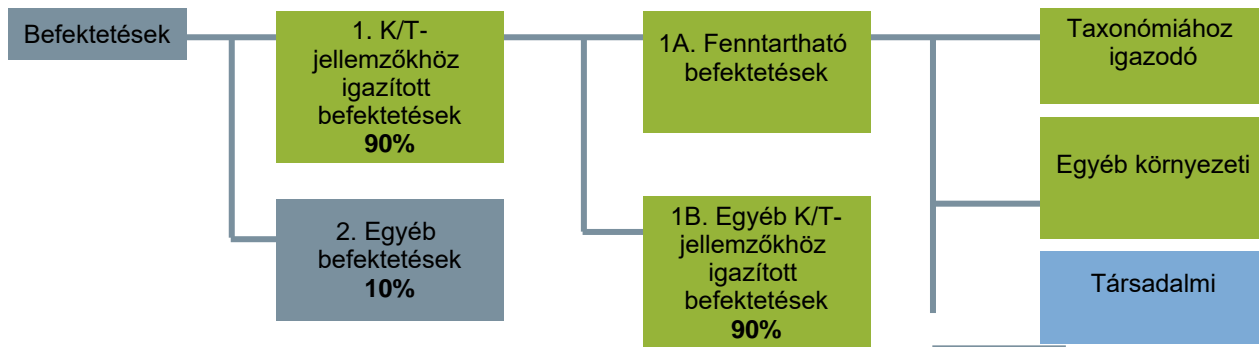 Befektetések
1. K/T-
jellemzőkhöz
igazított
befektetések
90%
2. Egyéb
befektetések
10%
1A. Fenntartható
befektetések
1B. Egyéb K/T-
jellemzőkhöz
igazított
befektetések
90%
Taxonómiához
igazodó
Egyéb környezeti
Társadalmi